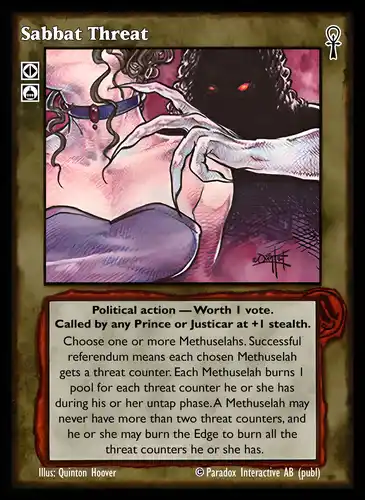 Sabbat Threat
Political action — Worth 1 vote.
Called by any Prince or Justicar at +1 stealth.
Choose one or more Methuselahs. Successful
referendum means each chosen Methuselah
gets a threat counter. Each Methuselah burns 1
pool for each threat counter he or she has
during his or her untap phase. A Methuselah may
never have more than two threat counters, and
he or she may burn the Edge to burn all the
threat counters he or she has.
Illus: Quinton Hoover © Paradox Interactive AB (publ)